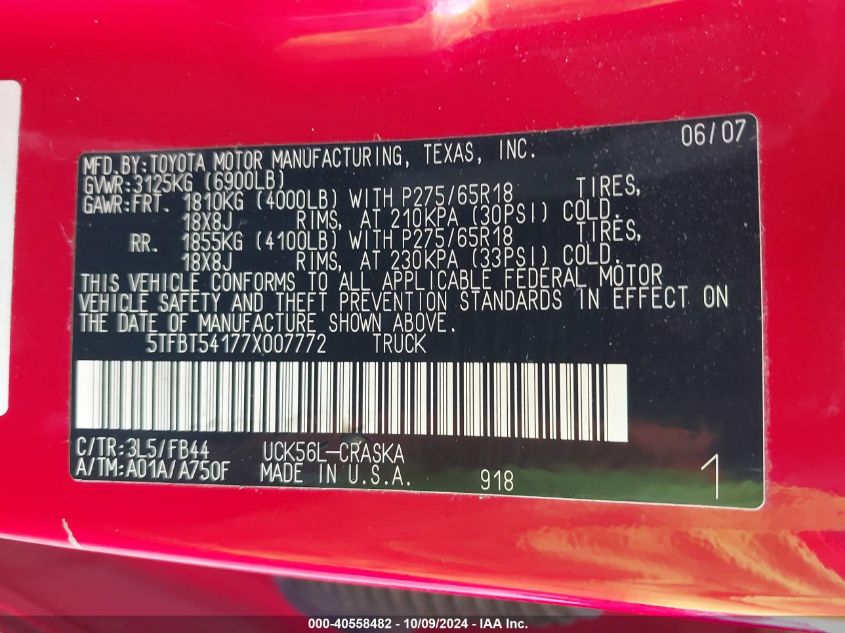 06/07
MFD.BY:TOYOTA MOTOR MANUFACTURING, TEXAS, INC.
GVWR:3125KG (6900LB)
GAWR:FRT. 1810KG (4000LB) WITH P275/65R18 TIRES,
18X8J RIMS, AT 210KPA (30PSI) COLD.
RR. 1855KG (4100LB) WITH P275/65R18 TIRES,
18X8J RIMS, AT 230KPA (33PSI) COLD.
THIS VEHICLE CONFORMS TO ALL APPLICABLE FEDERAL MOTOR
VEHICLE SAFETY AND THEFT PREVENTION STANDARDS IN EFFECT ON
THE DATE OF MANUFACTURE SHOWN ABOVE.
5TFBT54177X007772 TRUCK
C/TR:3L5/FB44 UCK56L-CRASKA
A/TM:A01A/A750F MADE IN U.S.A. 918 1
000-40558482 - 10/09/2024 - IAA Inc.